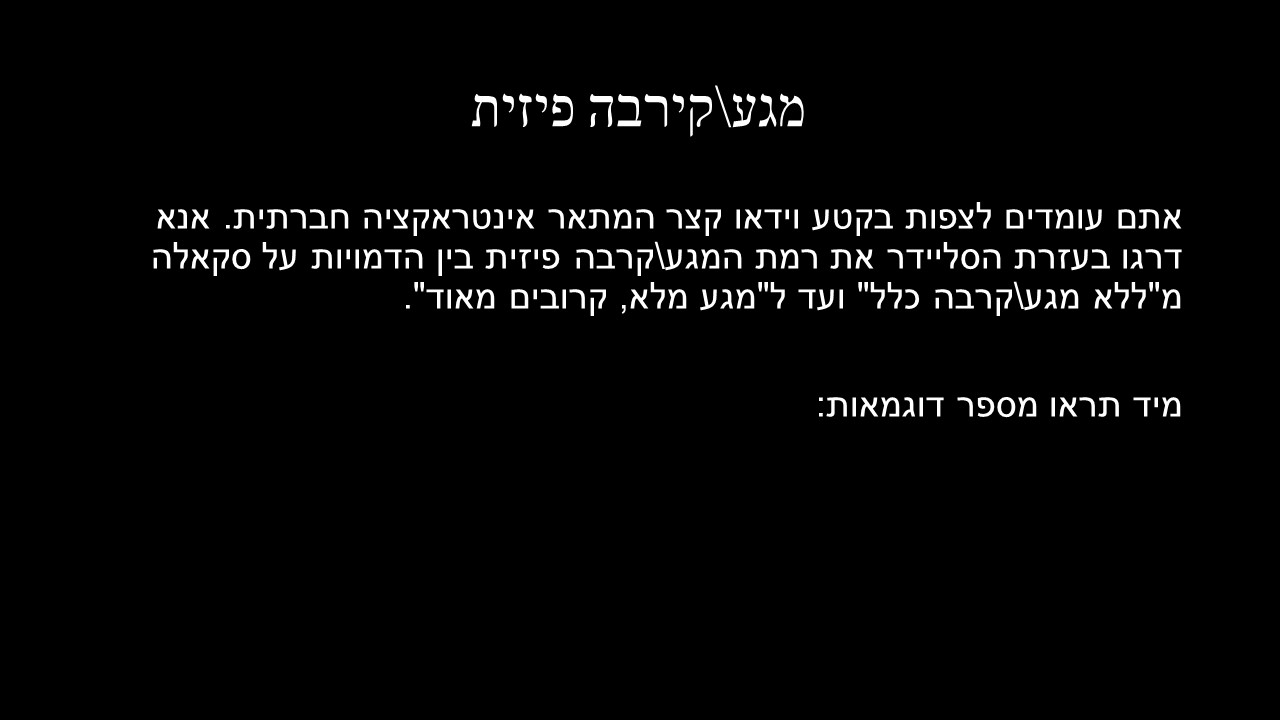 מגע\קירבה פיזית
אתם עומדים לצפות בקטע וידאו קצר המתאר אינטראקציה חברתית. אנא
דרגו בעזרת הסליידר את רמת המגע\קרבה פיזית בין הדמויות על סקאלה
מ"ללא מגע\קרבה כלל" ועד ל"מגע מלא, קרובים מאוד".
מיד תראו מספר דוגמאות: